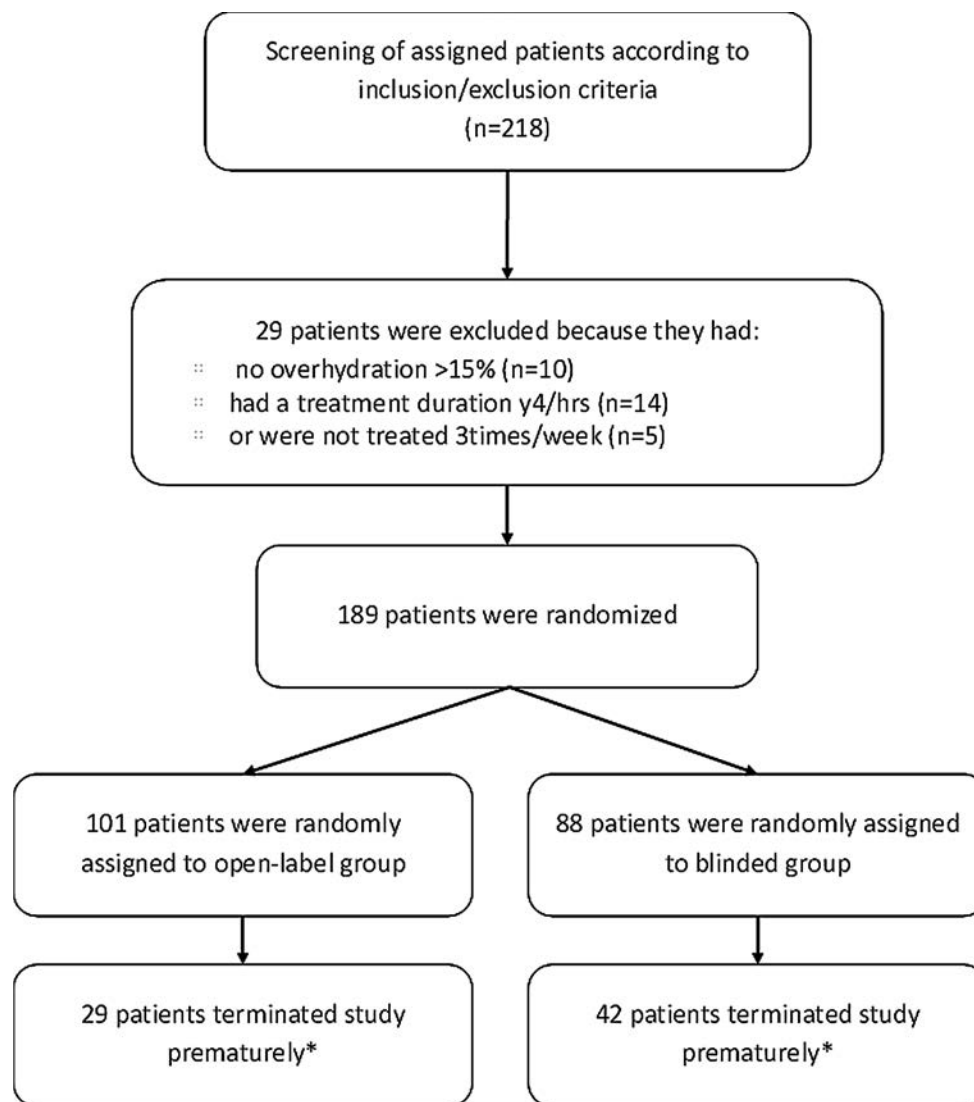 Screening of assigned patients according to
inclusion/exclusion criteria
(n=218)
29 patients were excluded because they had:
no overhydration >15% (n=10)
had a treatment duration y4/hrs (n=14)
or were not treated 3times/week (n=5)
189 patients were randomized
101 patients were randomly
assigned to open-label group
88 patients were randomly assigned
to blinded group
29 patients terminated study
prematurely*
42 patients terminated study
prematurely*